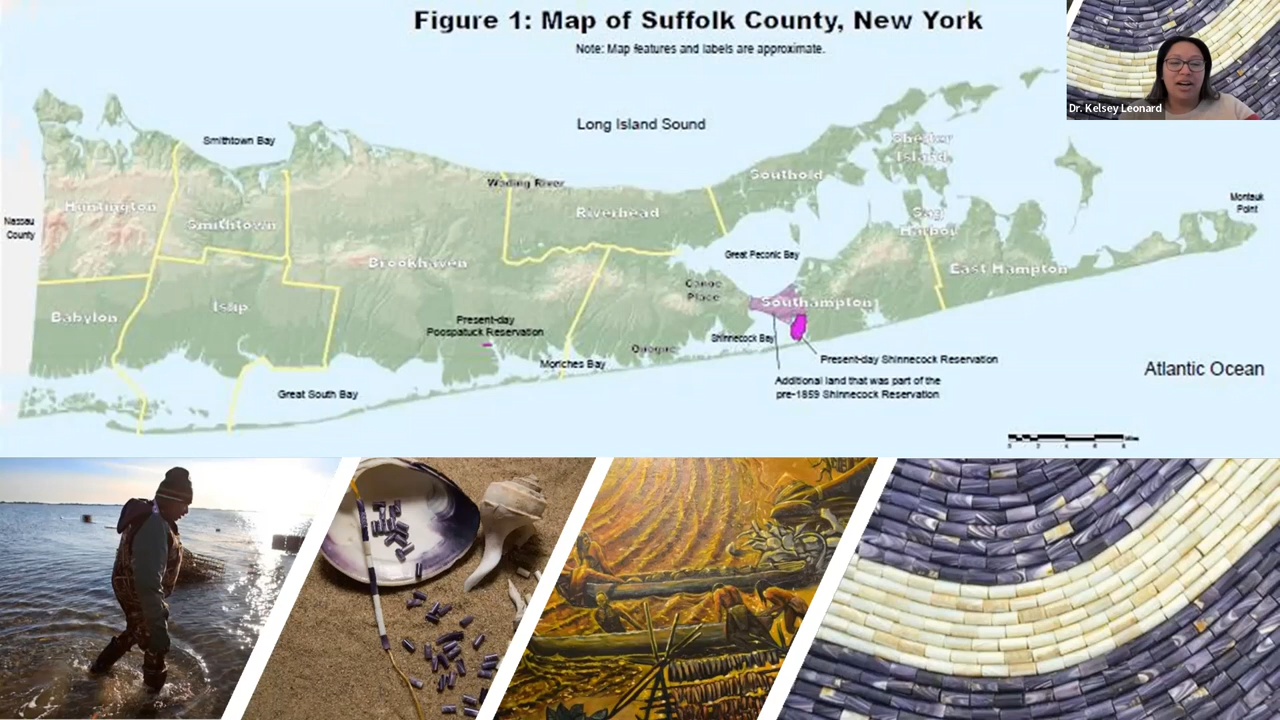 Figure 1: Map of Suffolk County, New York
Note: Map features and labels are approximate.
Dr. Kelsey Leonard
Long Island Sound
Smithtown Bay
Shelter
Island
Southold
Wading River
Huntington
Riverhead
Montauk
Point
Nassau
County
Smithtown
Sag
Harbor
Great Peconic Bay
Brookhaven
East Hampton
Canoe
Place
Southampton
Babylon
Islip
Present-day
Poospatuck Reservation
Shinnecock Bay
Quogue
Present-day Shinnecock Reservation
Moriches Bay
Atlantic Ocean
Additional land that was part of the
pre-1859 Shinnecock Reservation
Great South Bay